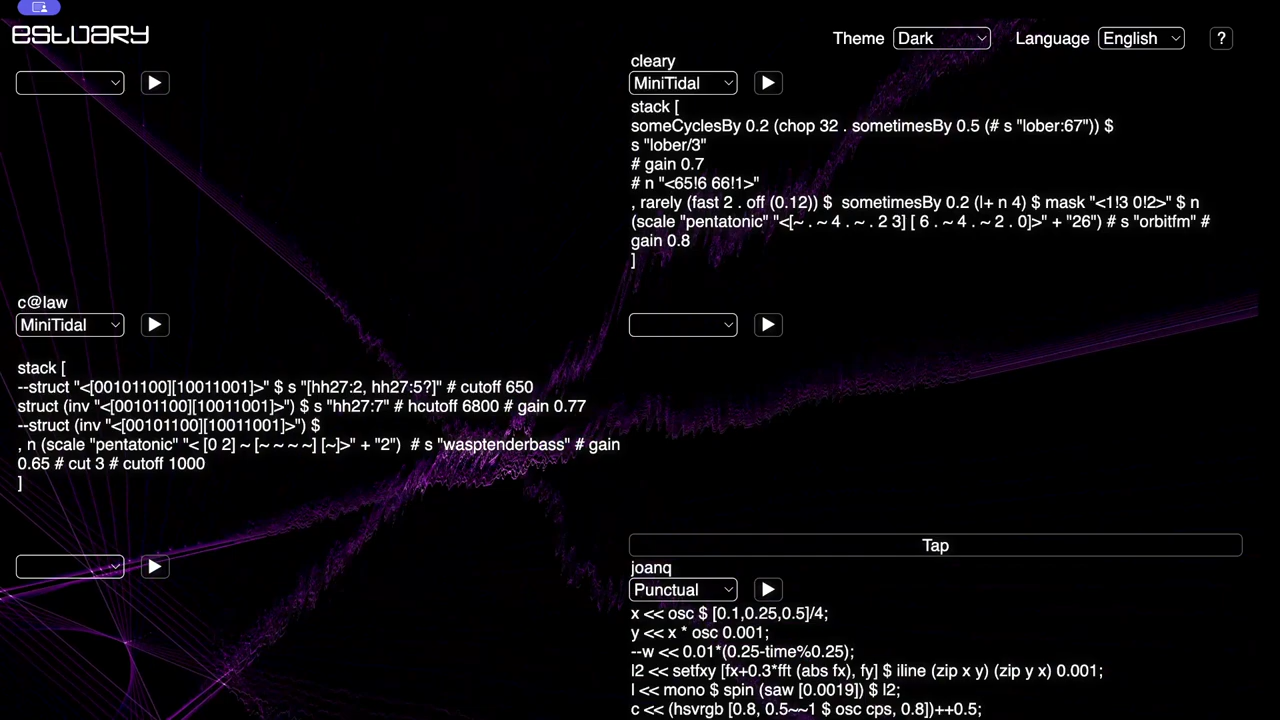 ESTUARY
Theme Dark Language English ?
cleary
MiniTidal
stack [
someCyclesBy 0.2 (chop 32 . sometimesBy 0.5 (# s "lober:67")) $
s "lober/3"
# gain 0.7
# n "<65!6 66!1>"
, rarely (fast 2 . off (0.12)) $  sometimesBy 0.2 (l+ n 4) $ mask "<1!3 0!2>" $ n
(scale "pentatonic" "<[~ . ~ 4 . ~ . 2 3] [ 6 . ~ 4 . ~ 2 . 0]>" + "26") # s "orbitfm" #
gain 0.8
]
c@law
MiniTidal
stack [
--struct "<[00101100][10011001]>" $ s "[hh27:2, hh27:5?]" # cutoff 650
struct (inv "<[00101100][10011001]>") $ s "hh27:7" # hcutoff 6800 # gain 0.77
--struct (inv "<[00101100][10011001]>") $
, n (scale "pentatonic" "< [0 2] ~ [~ ~ ~ ~] [~]>" + "2")  # s "wasptenderbass" # gain
0.65 # cut 3 # cutoff 1000
]
Tap
joanq
Punctual
x << osc $ [0.1,0.25,0.5]/4;
y << x * osc 0.001;
--w << 0.01*(0.25-time%0.25);
l2 << setfxy [fx+0.3*fft (abs fx), fy] $ iline (zip x y) (zip y x) 0.001;
l << mono $ spin (saw [0.0019]) $ l2;
c << (hsvrgb [0.8, 0.5~~1 $ osc cps, 0.8])++0.5;